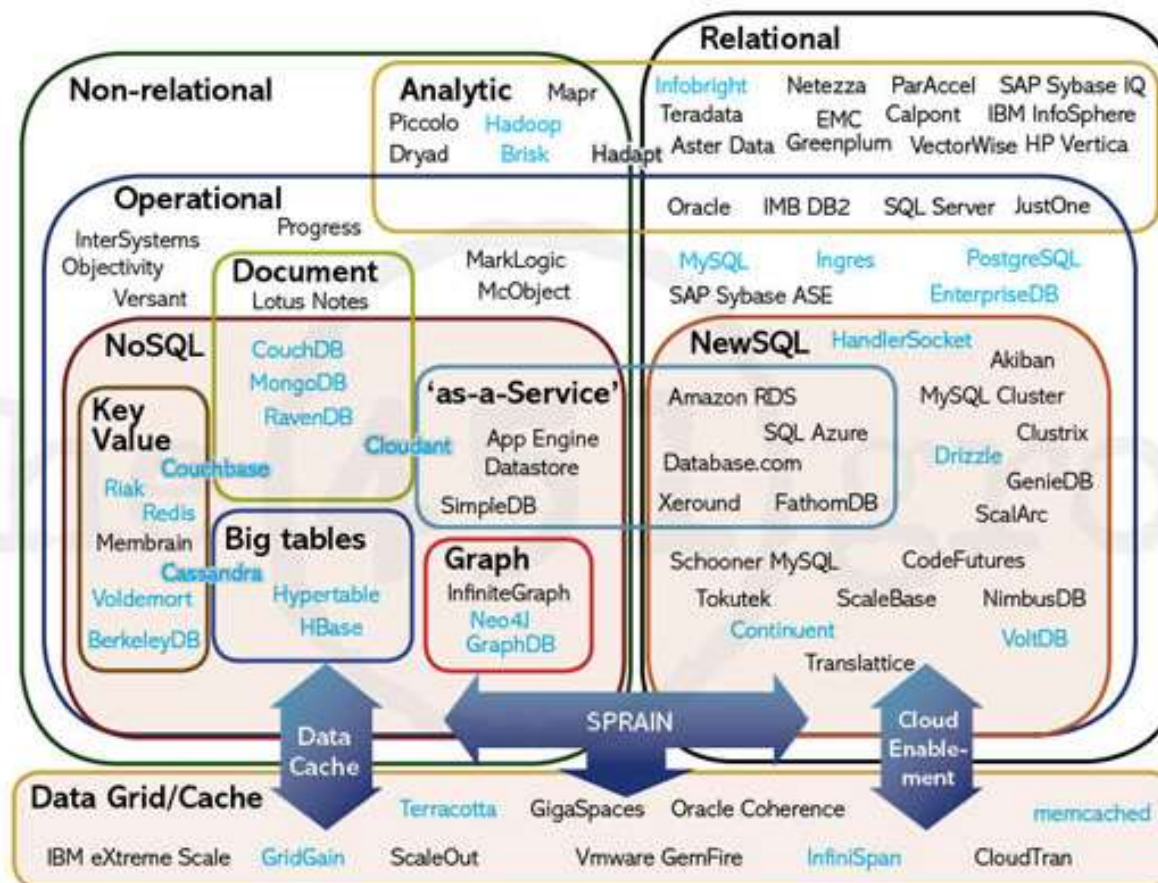 Relational
Non-relational
Analytic Mapr
Piccolo Hadoop
Dryad Brisk Hadapt
Infobright Netezza ParAccel SAP Sybase IQ
Teradata EMC Calpont IBM InfoSphere
Aster Data Greenplum VectorWise HP Vertica
Operational
Oracle IMB DB2 SQL Server JustOne
Progress
InterSystems
Objectivity
Versant
Document
Lotus Notes
MarkLogic
McObject
MySQL Ingres PostgreSQL
SAP Sybase ASE EnterpriseDB
NoSQL
CouchDB
MongoDB
RavenDB
Cloudant
Key
Value
Couchbase
Riak
Redis
Membrain
Cassandra
Voldemort
BerkeleyDB
Big tables
Hypertable
HBase
'as-a-Service'
App Engine
Datastore
SimpleDB
Graph
InfiniteGraph
Neo4J
GraphDB
NewSQL HandlerSocket
Akiban
Amazon RDS MySQL Cluster
SQL Azure Clustrix
Database.com Drizzle
GenieDB
Xeround FathomDB ScalArc
Schooner MySQL CodeFutures
Tokutek ScaleBase NimbusDB
Continuent VoltDB
Translattice
Data
Cache
SPRAIN
Cloud
Enable-
ment
Data Grid/Cache
Terracotta GigaSpaces Oracle Coherence memcached
IBM eXtreme Scale GridGain ScaleOut Vmware GemFire InfiniSpan CloudTran